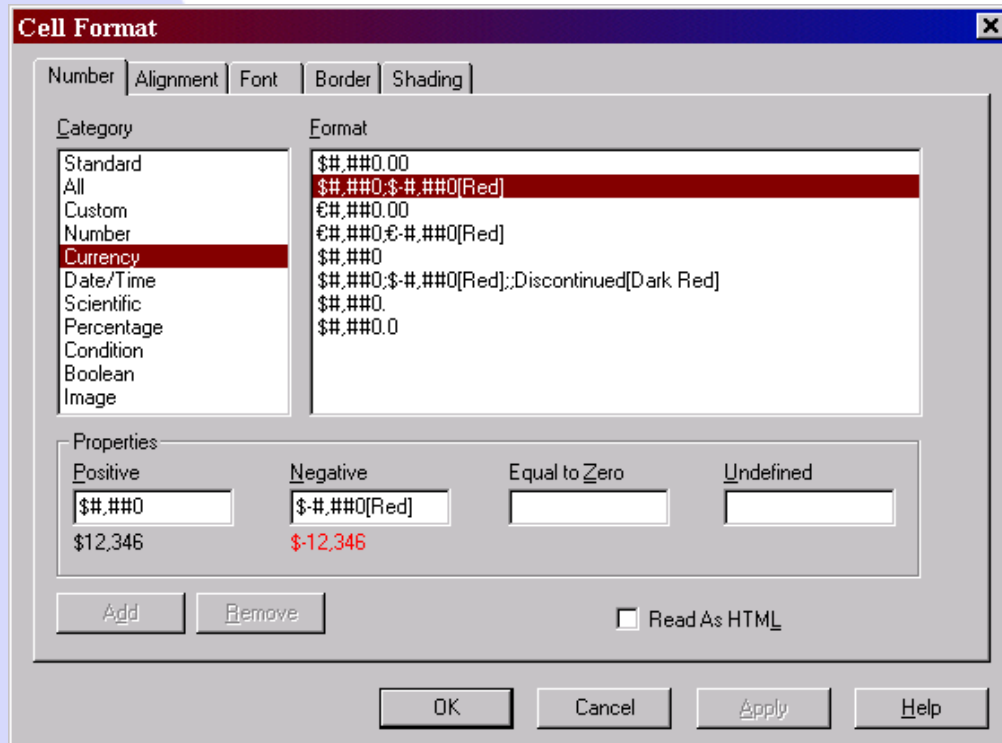 Cell Format
Number Alignment Font Border Shading
Category
Standard
All
Custom
Number
Currency
Date/Time
Scientific
Percentage
Condition
Boolean
Image
Format
$#,##0.00
$#,##0;$-#,##0[Red]
€#,##0.00
€#,##0;€-#,##0[Red]
$#,##0
$#,##0;$-#,##0[Red];;Discontinued[Dark Red]
$#,##0.
$#,##0.0
Properties
Positive Negative Equal to Zero Undefined
$#,##0 $-#,##0[Red]
$12,346 $-12,346
Add Remove Read As HTML
OK Cancel Apply Help